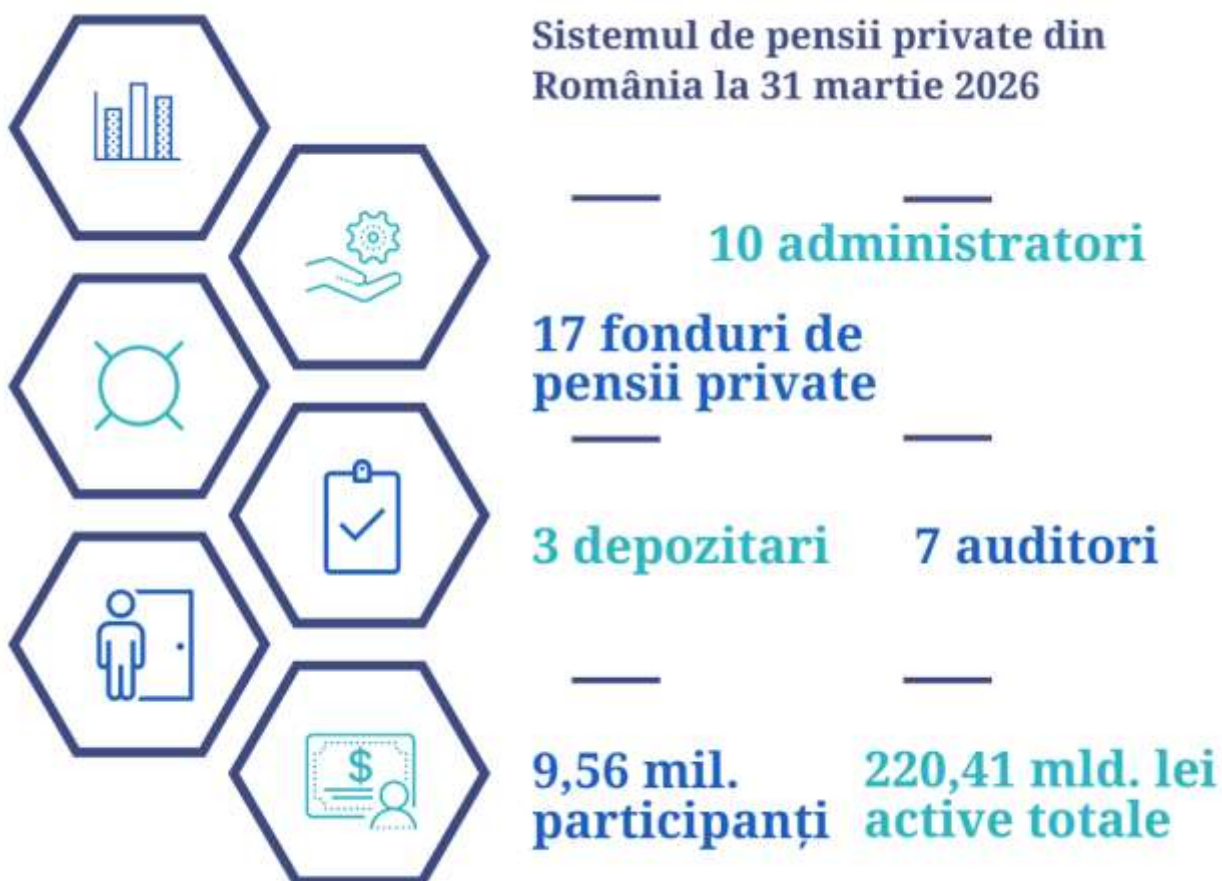 Sistemul de pensii private din
România la 31 martie 2026
10 administratori
17 fonduri de
pensii private
3 depozitari
7 auditori
9,56 mil.
participanți
220,41 mld. lei
active totale
$